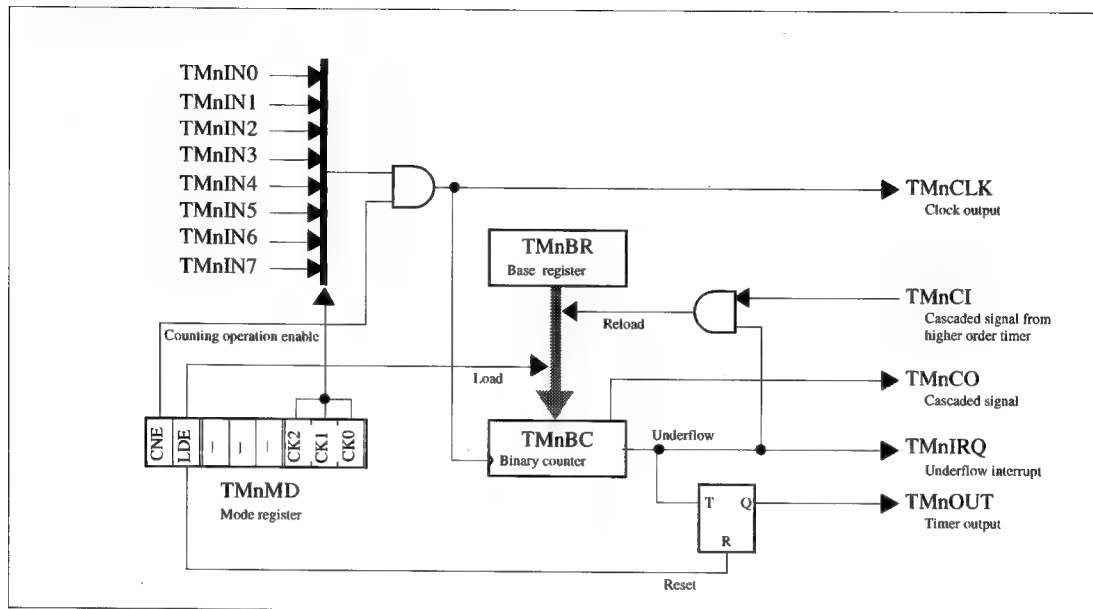 TMnIN0
TMnIN1
TMnIN2
TMnIN3
TMnIN4
TMnIN5
TMnIN6
TMnIN7
TMnCLK
Clock output
TMnBR
Base register
TMnCI
Cascaded signal from
higher order timer
Reload
Counting operation enable
Load
TMnCO
Cascaded signal
CNE
LDE
–
–
–
CK2
CK1
CK0
TMnMD
Mode register
TMnBC
Binary counter
Underflow
TMnIRQ
Underflow interrupt
T
Q
R
TMnOUT
Timer output
Reset